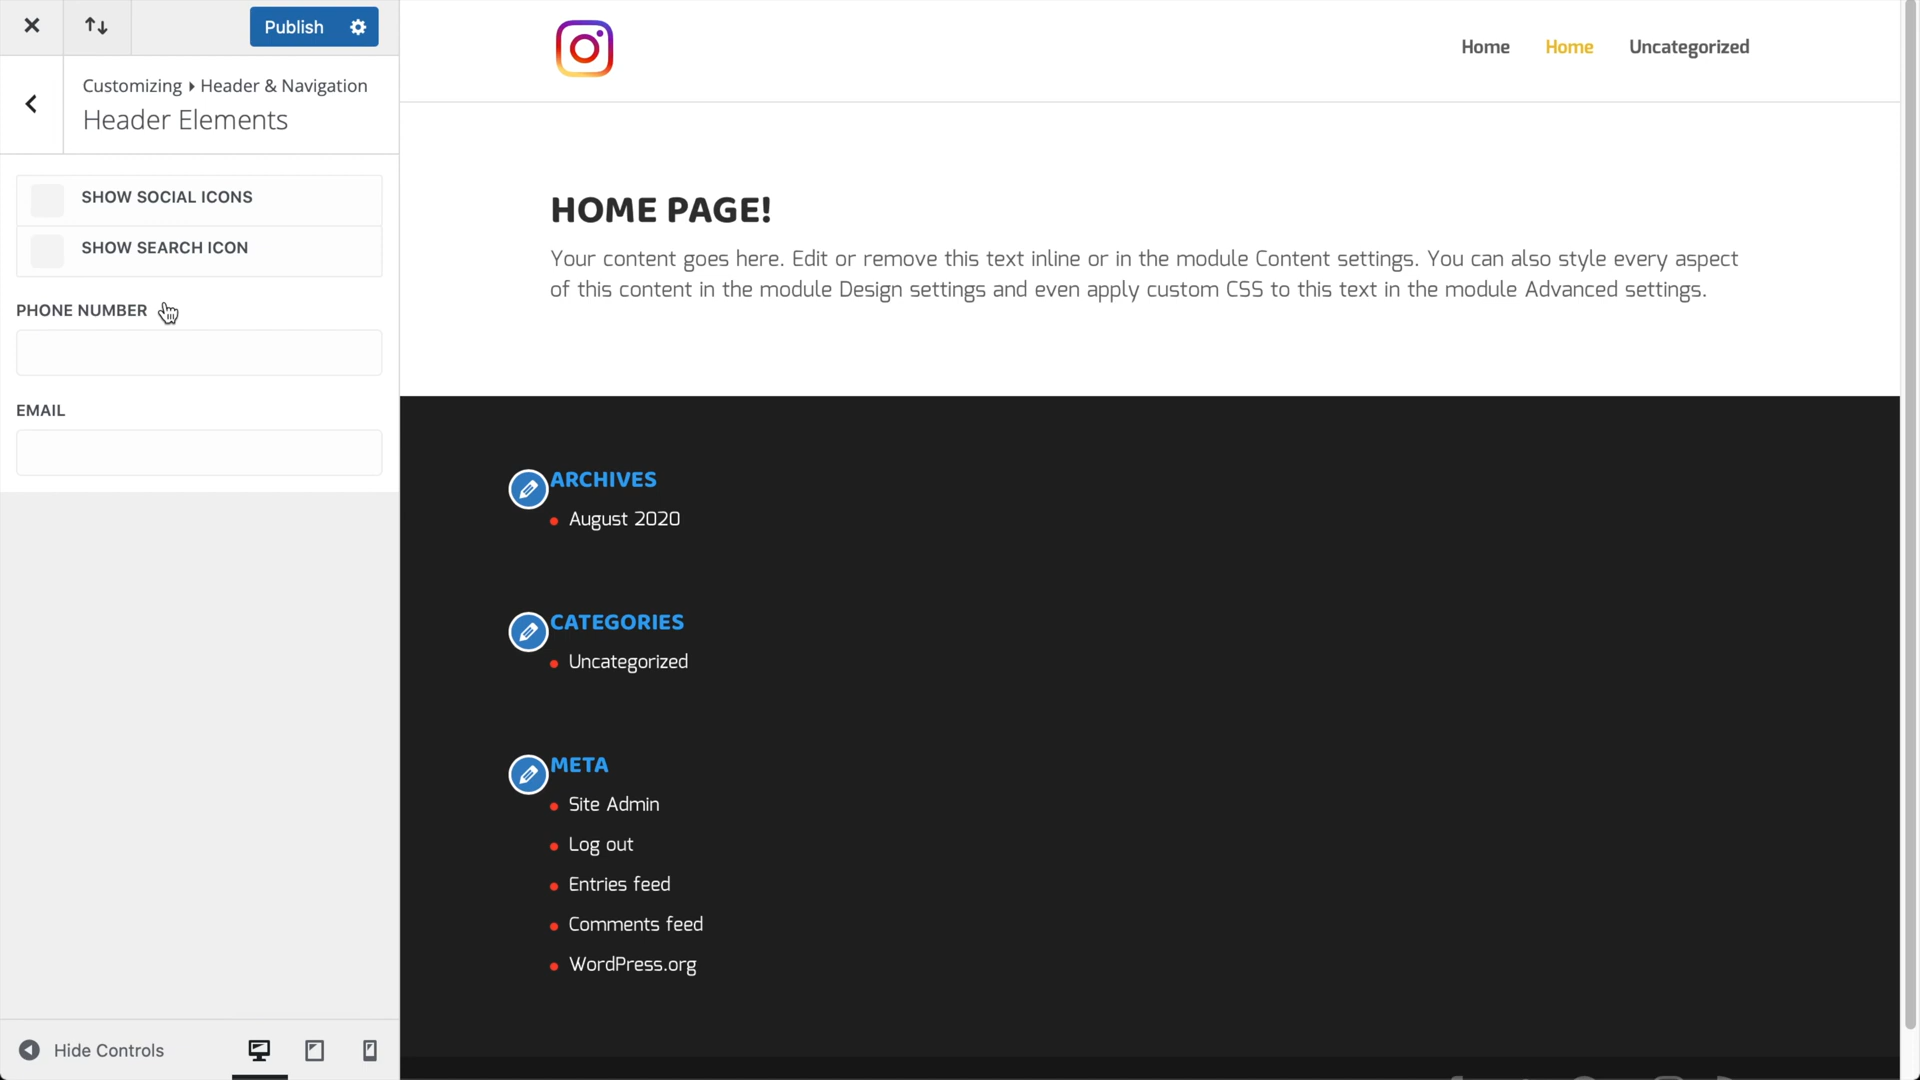 Publish
Customizing ▸ Header & Navigation
Header Elements
SHOW SOCIAL ICONS
SHOW SEARCH ICON
PHONE NUMBER
EMAIL
Hide Controls
Home Home Uncategorized
HOME PAGE!
Your content goes here. Edit or remove this text inline or in the module Content settings. You can also style every aspect
of this content in the module Design settings and even apply custom CSS to this text in the module Advanced settings.
ARCHIVES
August 2020
CATEGORIES
Uncategorized
META
Site Admin
Log out
Entries feed
Comments feed
WordPress.org